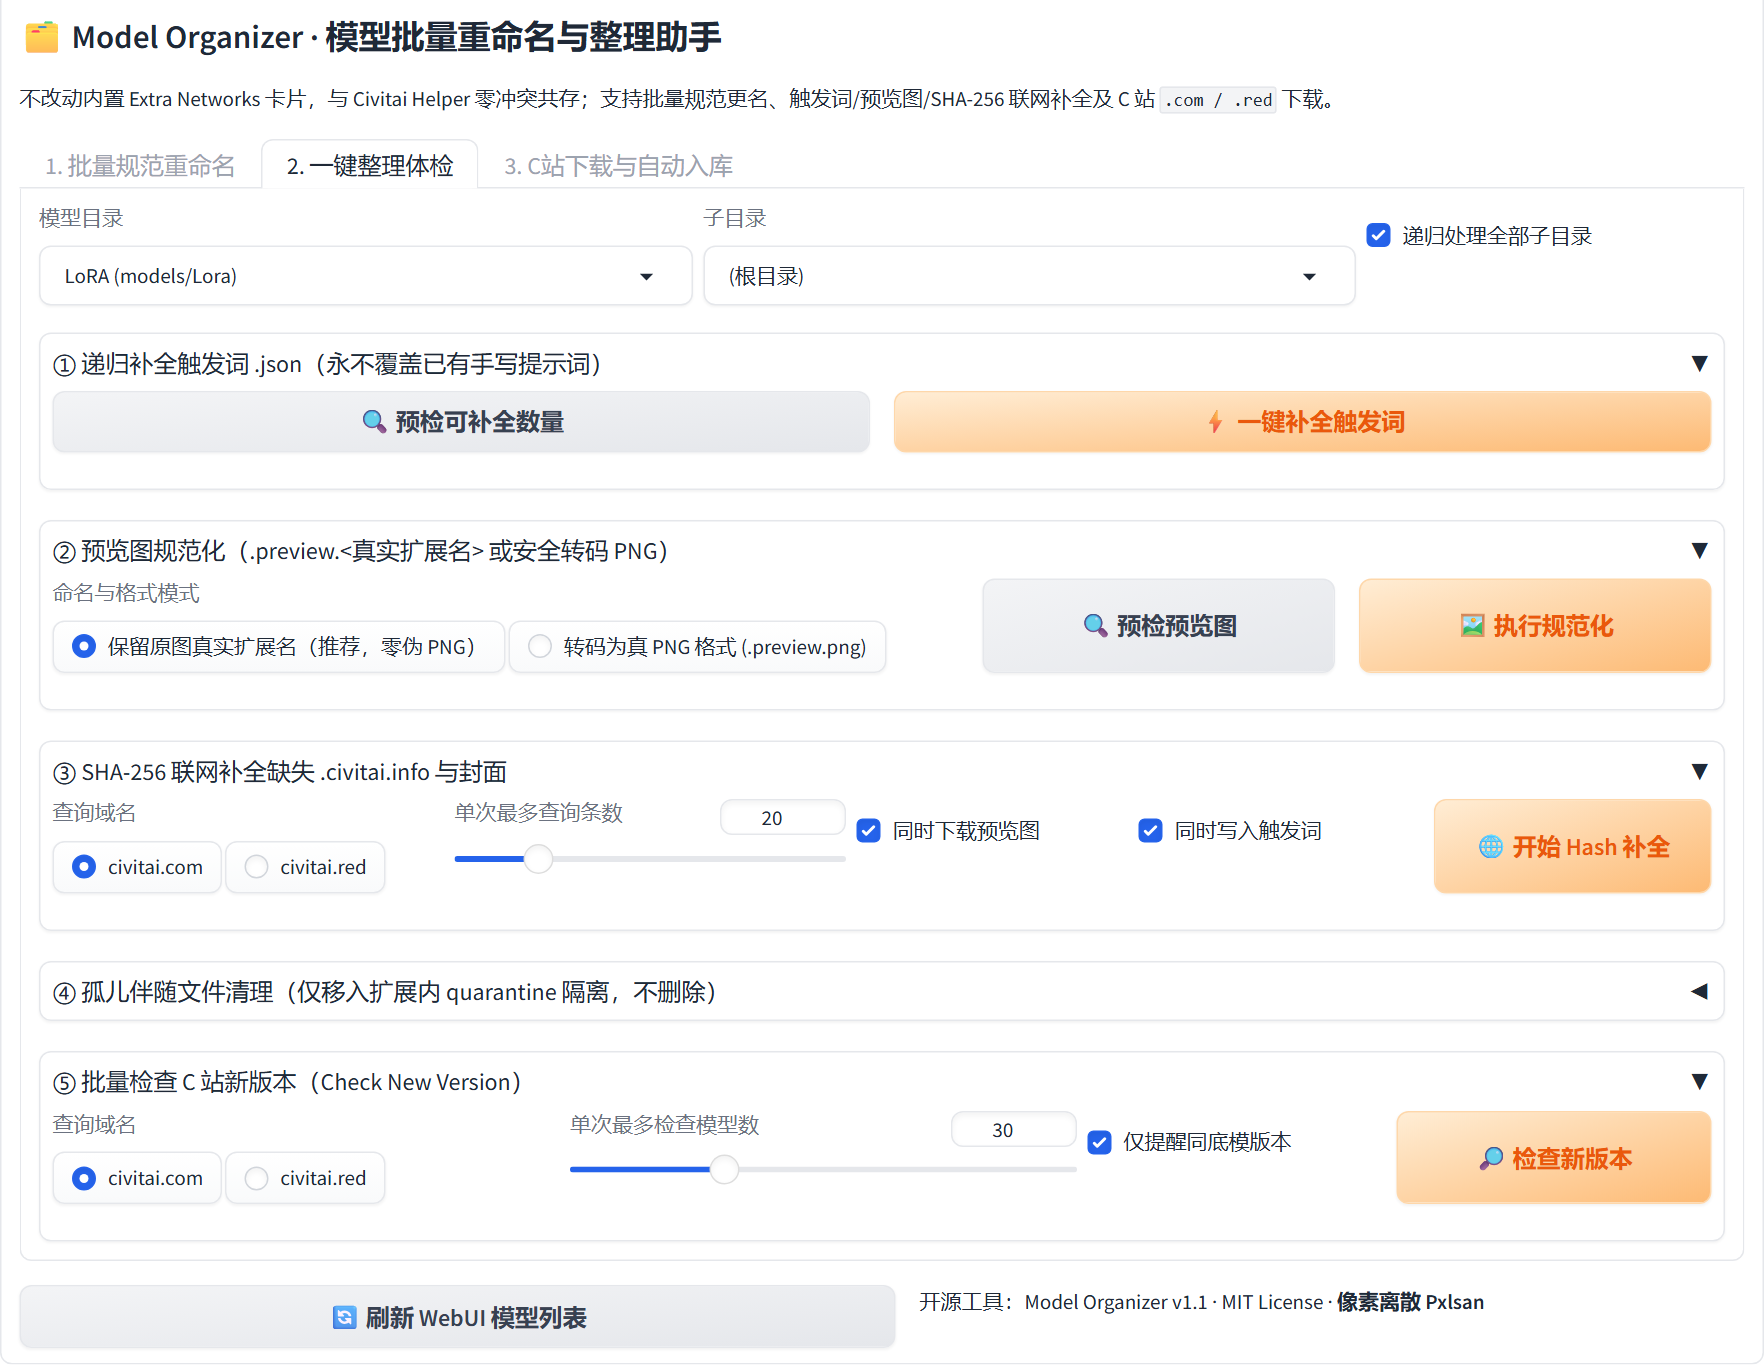 Model Organizer · 模型批量重命名与整理助手
不改动内置 Extra Networks 卡片，与 Civitai Helper 零冲突共存；支持批量规范更名、触发词/预览图/SHA-256 联网补全及 C 站 .com / .red 下载。
1. 批量规范重命名 2. 一键整理体检 3. C站下载与自动入库
模型目录 子目录
递归处理全部子目录
LoRA (models/Lora) (根目录)
① 递归补全触发词 .json（永不覆盖已有手写提示词） ▼
预检可补全数量 一键补全触发词
② 预览图规范化（.preview.<真实扩展名> 或安全转码 PNG） ▼
命名与格式模式
保留原图真实扩展名（推荐，零伪 PNG） 转码为真 PNG 格式 (.preview.png) 预检预览图 执行规范化
③ SHA-256 联网补全缺失 .civitai.info 与封面 ▼
查询域名 单次最多查询条数 20 同时下载预览图 同时写入触发词
civitai.com civitai.red 开始 Hash 补全
④ 孤儿伴随文件清理（仅移入扩展内 quarantine 隔离，不删除） ◀
⑤ 批量检查 C 站新版本（Check New Version） ▼
查询域名 单次最多检查模型数 30 仅提醒同底模版本
civitai.com civitai.red 检查新版本
刷新 WebUI 模型列表 开源工具：Model Organizer v1.1 · MIT License · 像素离散 Pxlsan